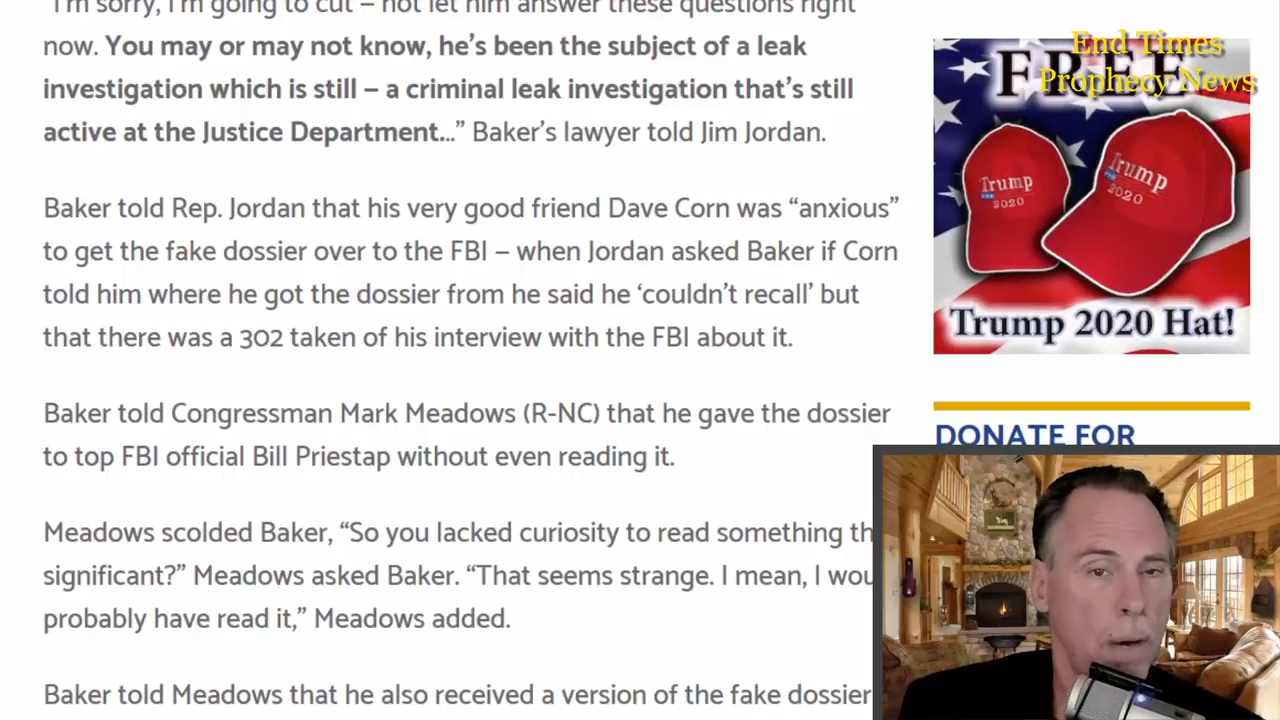 "I'm sorry, I'm going to cut – not let him answer these questions right
now. You may or may not know, he's been the subject of a leak
investigation which is still – a criminal leak investigation that's still
active at the Justice Department…" Baker's lawyer told Jim Jordan.
Baker told Rep. Jordan that his very good friend Dave Corn was "anxious"
to get the fake dossier over to the FBI – when Jordan asked Baker if Corn
told him where he got the dossier from he said he 'couldn't recall' but
that there was a 302 taken of his interview with the FBI about it.
Baker told Congressman Mark Meadows (R-NC) that he gave the dossier
to top FBI official Bill Priestap without even reading it.
Meadows scolded Baker, "So you lacked curiosity to read something th
significant?" Meadows asked Baker. "That seems strange. I mean, I wou
probably have read it," Meadows added.
Baker told Meadows that he also received a version of the fake dossier
End Times
Prophecy News
FREE
Trump
2020
Trump
2020
Trump 2020 Hat!
DONATE FOR